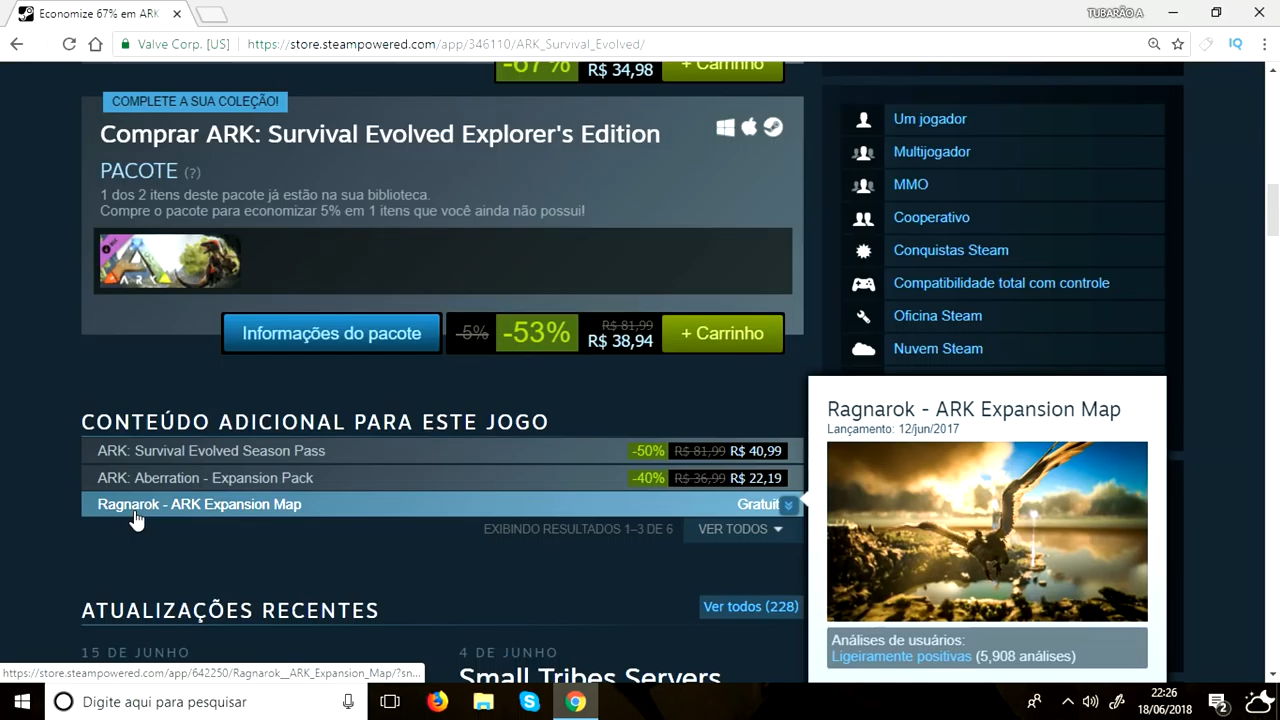 Economize 67% em ARK
TUBARÃO A
Valve Corp. [US]
https://store.steampowered.com/app/346110/ARK_Survival_Evolved/
IQ
-67%
R$ 34,98
+ Carrinho
COMPLETE A SUA COLEÇÃO!
Comprar ARK: Survival Evolved Explorer's Edition
PACOTE (?)
1 dos 2 itens deste pacote já estão na sua biblioteca.
Compre o pacote para economizar 5% em 1 itens que você ainda não possui!
ARK
Informações do pacote
-5%
-53%
R$ 81,99
R$ 38,94
+ Carrinho
Um jogador
Multijogador
MMO
Cooperativo
Conquistas Steam
Compatibilidade total com controle
Oficina Steam
Nuvem Steam
CONTEÚDO ADICIONAL PARA ESTE JOGO
ARK: Survival Evolved Season Pass -50% R$ 81,99 R$ 40,99
ARK: Aberration - Expansion Pack -40% R$ 36,99 R$ 22,19
Ragnarok - ARK Expansion Map Gratuit
EXIBINDO RESULTADOS 1–3 DE 6
VER TODOS
Ragnarok - ARK Expansion Map
Lançamento: 12/jun/2017
Análises de usuários:
Ligeiramente positivas (5,908 análises)
ATUALIZAÇÕES RECENTES
Ver todos (228)
15 DE JUNHO
4 DE JUNHO
Small Tribes Servers
https://store.steampowered.com/app/642250/Ragnarok__ARK_Expansion_Map/?sn...
Digite aqui para pesquisar
22:26
18/06/2018
2